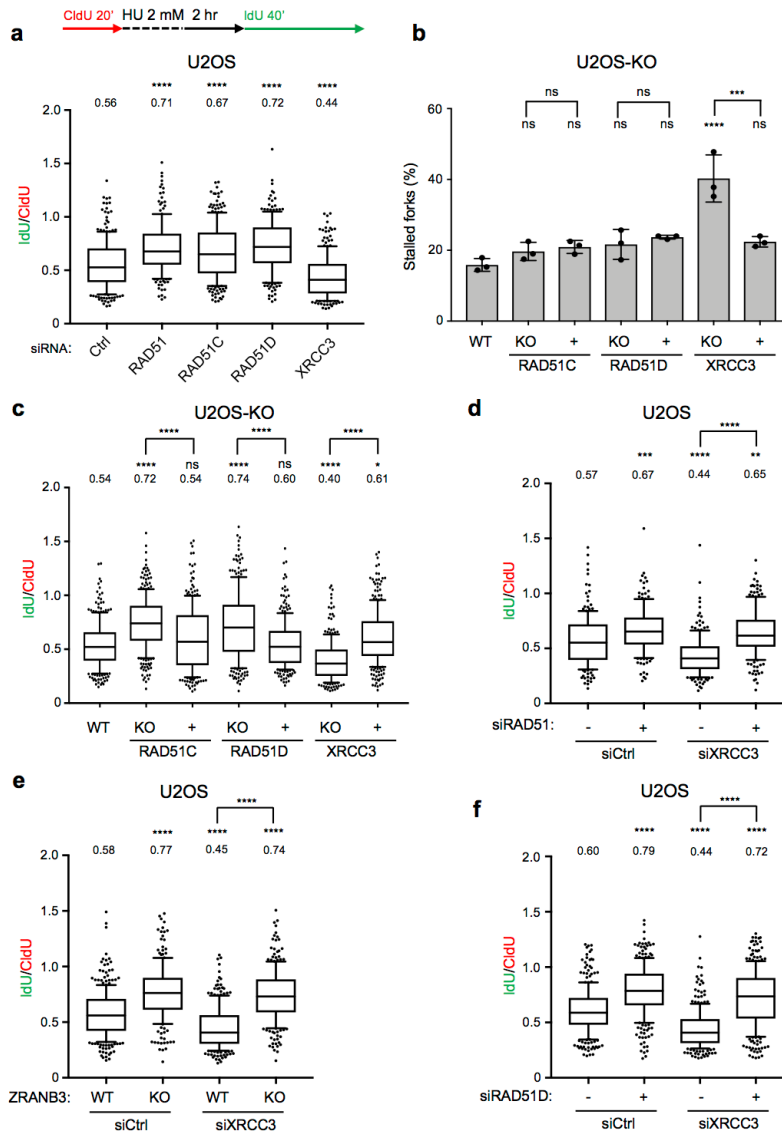 CldU 20' HU 2 mM 2 hr IdU 40'
a
U2OS
**** **** **** ****
0.56 0.71 0.67 0.72 0.44
2.0
1.5
1.0
0.5
0
IdU/CldU
siRNA: Ctrl RAD51 RAD51C RAD51D XRCC3
b
U2OS-KO
ns ns ***
ns ns ns ns **** ns
60
40
20
0
Stalled forks (%)
WT KO + KO + KO +
RAD51C RAD51D XRCC3
c
U2OS-KO
**** **** ****
**** ns **** ns **** *
0.54 0.72 0.54 0.74 0.60 0.40 0.61
2.0
1.5
1.0
0.5
0
IdU/CldU
WT KO + KO + KO +
RAD51C RAD51D XRCC3
d
U2OS
****
*** **** **
0.57 0.67 0.44 0.65
2.0
1.5
1.0
0.5
0
IdU/CldU
siRAD51: - + - +
siCtrl siXRCC3
e
U2OS
****
**** **** ****
0.58 0.77 0.45 0.74
2.0
1.5
1.0
0.5
0
IdU/CldU
ZRANB3: WT KO WT KO
siCtrl siXRCC3
f
U2OS
****
**** **** ****
0.60 0.79 0.44 0.72
2.0
1.5
1.0
0.5
0
IdU/CldU
siRAD51D: - + - +
siCtrl siXRCC3